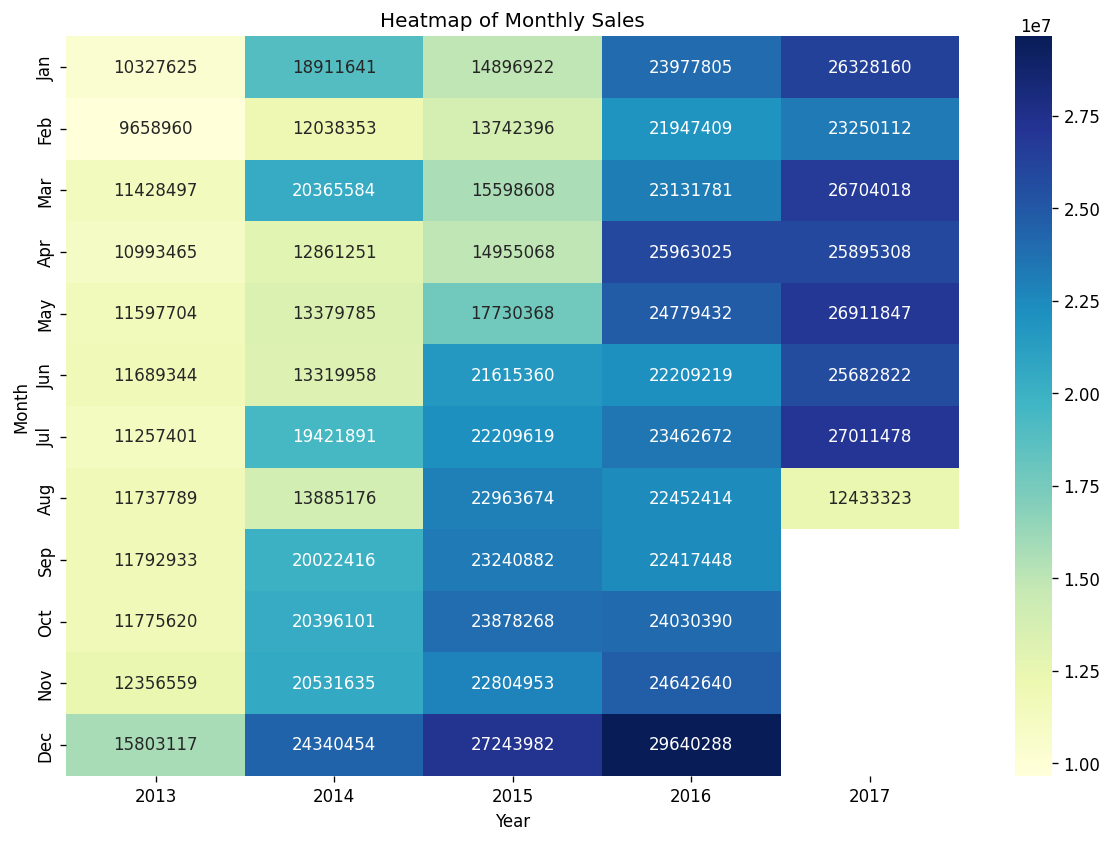 Heatmap of Monthly Sales
1e7
Jan 10327625 18911641 14896922 23977805 26328160
Feb 9658960 12038353 13742396 21947409 23250112
2.75
Mar 11428497 20365584 15598608 23131781 26704018
2.50
Apr 10993465 12861251 14955068 25963025 25895308
May 11597704 13379785 17730368 24779432 26911847
2.25
Jun 11689344 13319958 21615360 22209219 25682822
2.00
Month
Jul 11257401 19421891 22209619 23462672 27011478
Aug 11737789 13885176 22963674 22452414 12433323
1.75
Sep 11792933 20022416 23240882 22417448
1.50
Oct 11775620 20396101 23878268 24030390
Nov 12356559 20531635 22804953 24642640
1.25
Dec 15803117 24340454 27243982 29640288
1.00
2013 2014 2015 2016 2017
Year